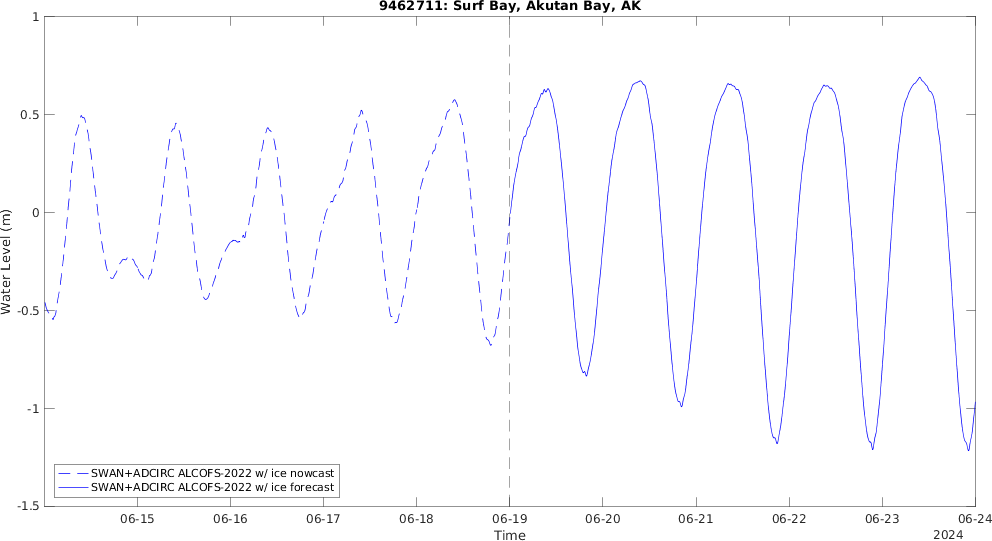 9462711: Surf Bay, Akutan Bay, AK
Water Level (m)
1
0.5
0
-0.5
-1
-1.5
SWAN+ADCIRC ALCOFS-2022 w/ ice nowcast
SWAN+ADCIRC ALCOFS-2022 w/ ice forecast
06-15 06-16 06-17 06-18 06-19 06-20 06-21 06-22 06-23 06-24
Time
2024